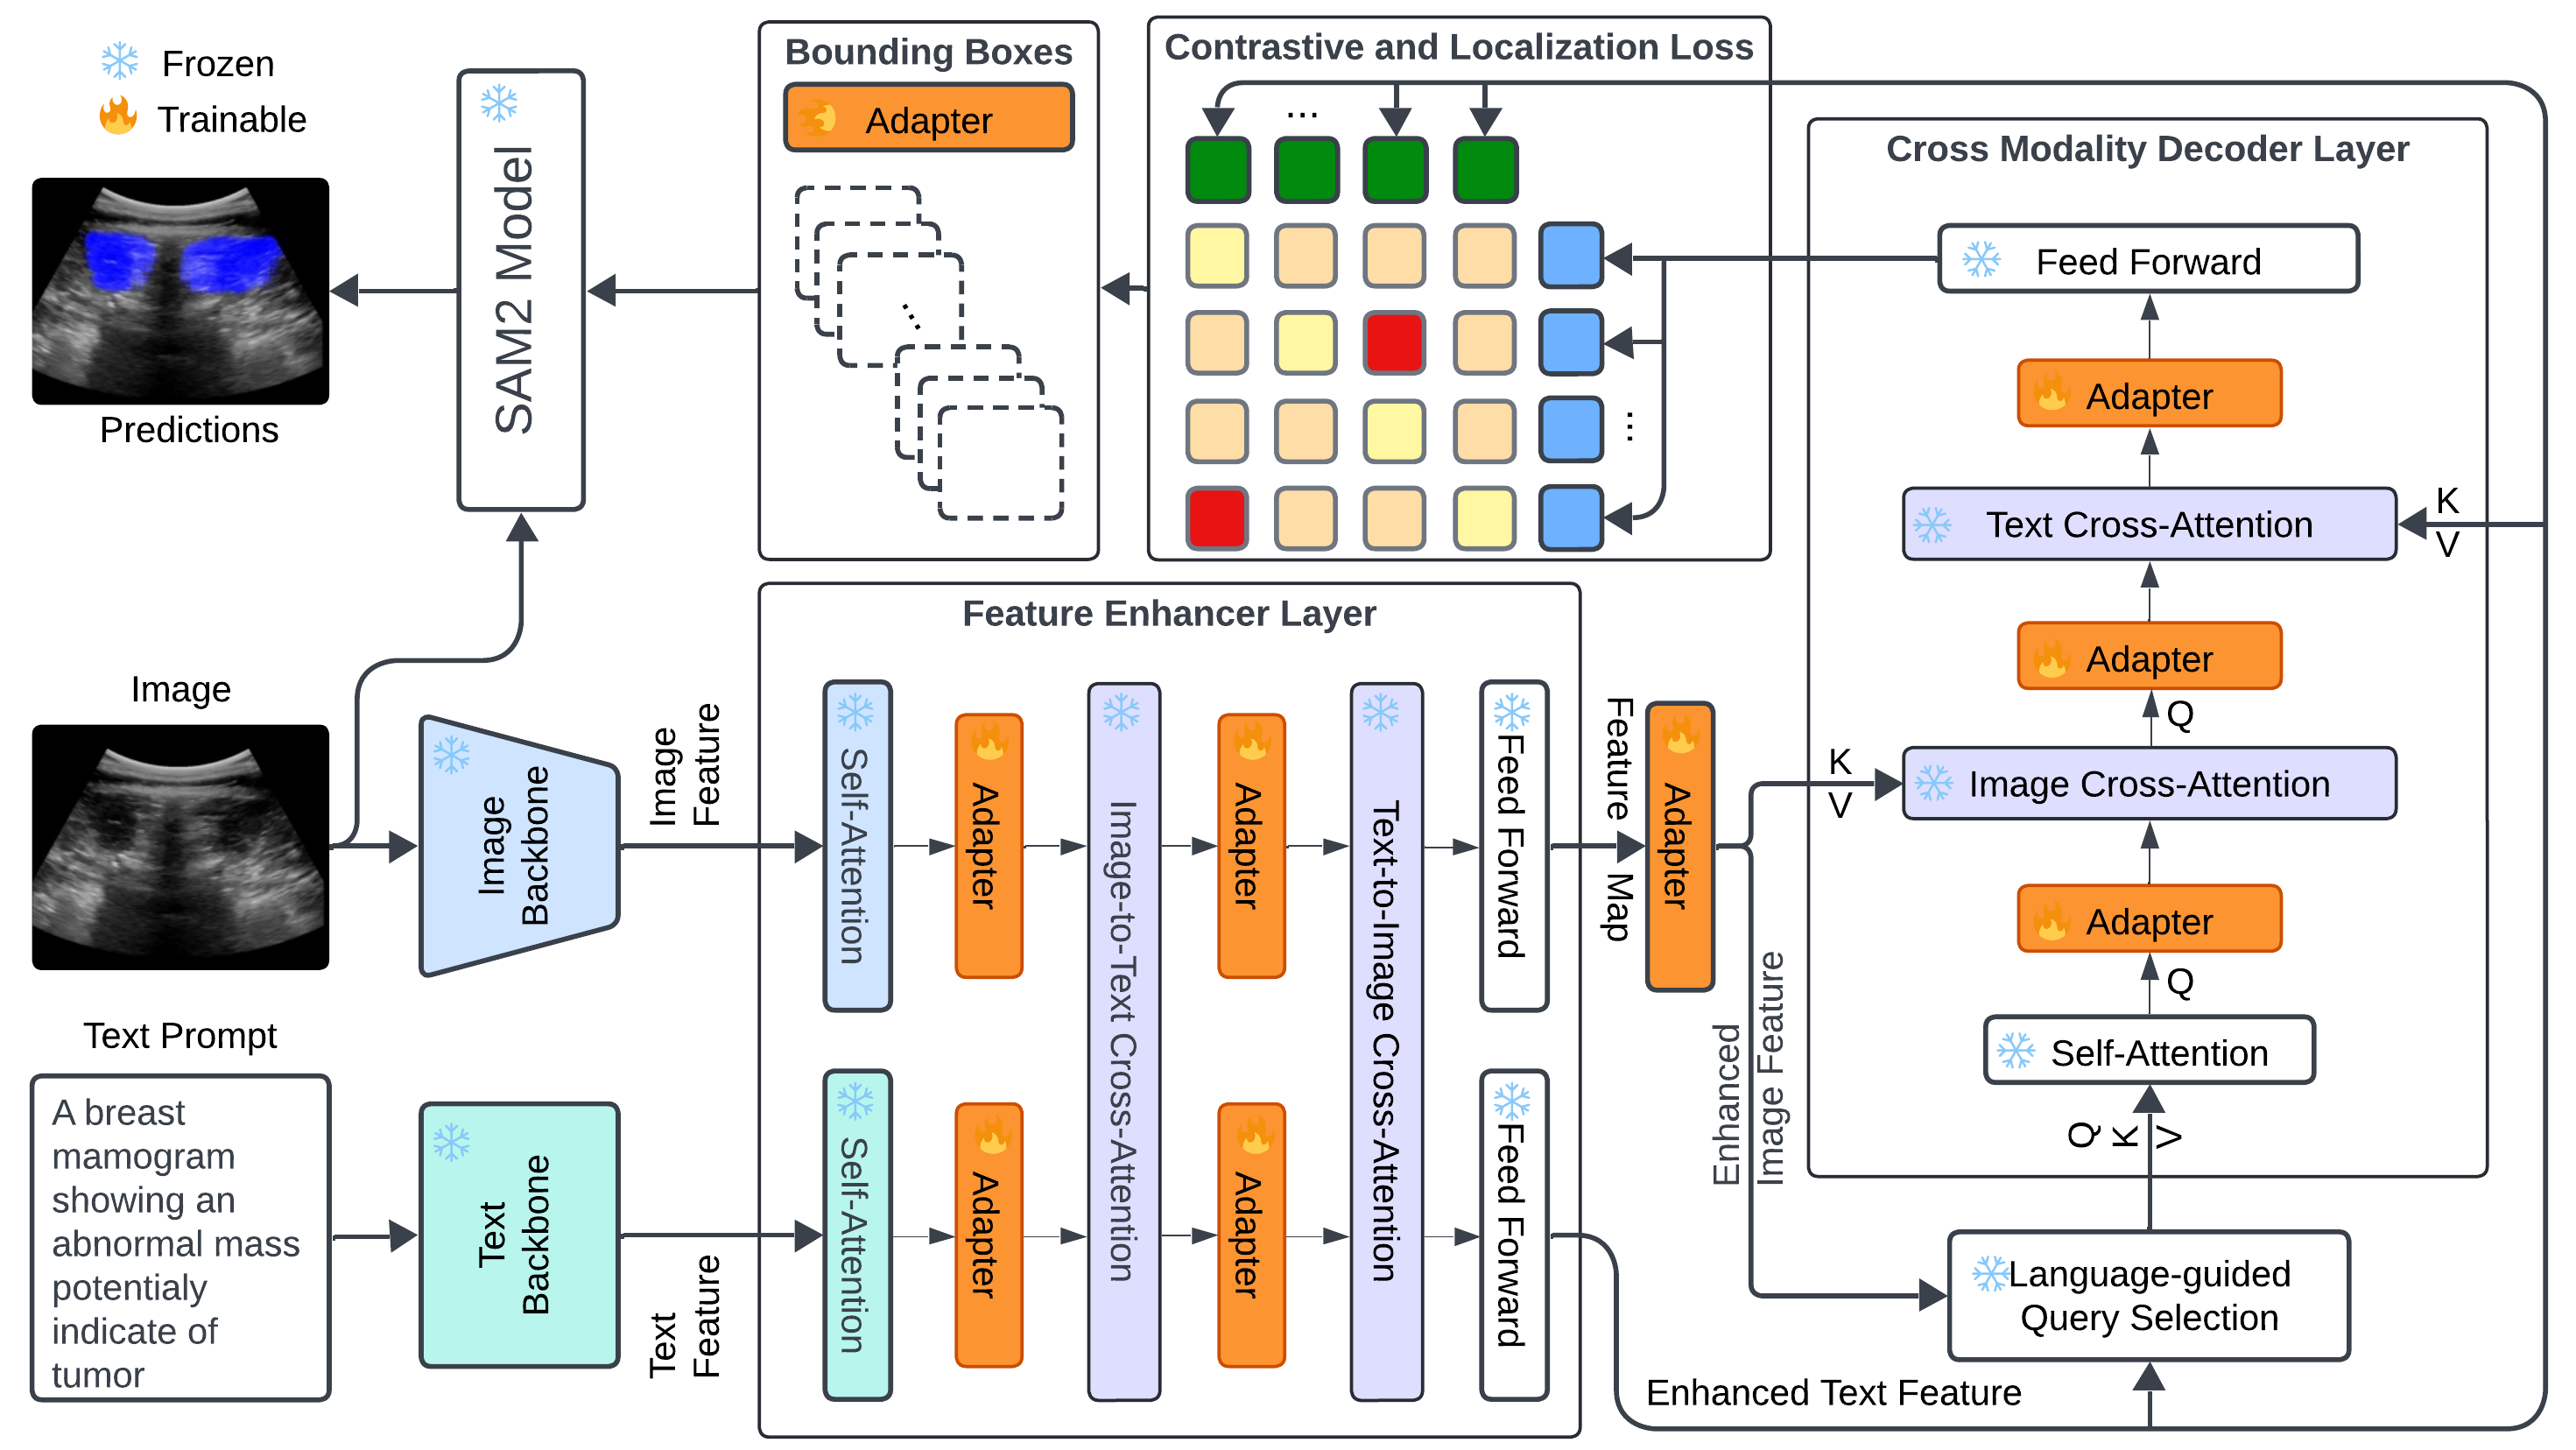 Frozen
Trainable
Predictions
SAM2 Model
Bounding Boxes
Adapter
Contrastive and Localization Loss
...
...
Cross Modality Decoder Layer
Feed Forward
Adapter
Text Cross-Attention
K
V
Adapter
Q
Image Cross-Attention
K
V
Adapter
Q
Self-Attention
Q
K
V
Language-guided
Query Selection
Image
Image
Backbone
Image
Feature
Feature Enhancer Layer
Self-Attention
Adapter
Image-to-Text Cross-Attention
Adapter
Text-to-Image Cross-Attention
Feed Forward
Feature Map
Adapter
Enhanced
Image Feature
Text Prompt
A breast
mamogram
showing an
abnormal mass
potentialy
indicate of
tumor
Text
Backbone
Text
Feature
Self-Attention
Adapter
Adapter
Feed Forward
Enhanced Text Feature